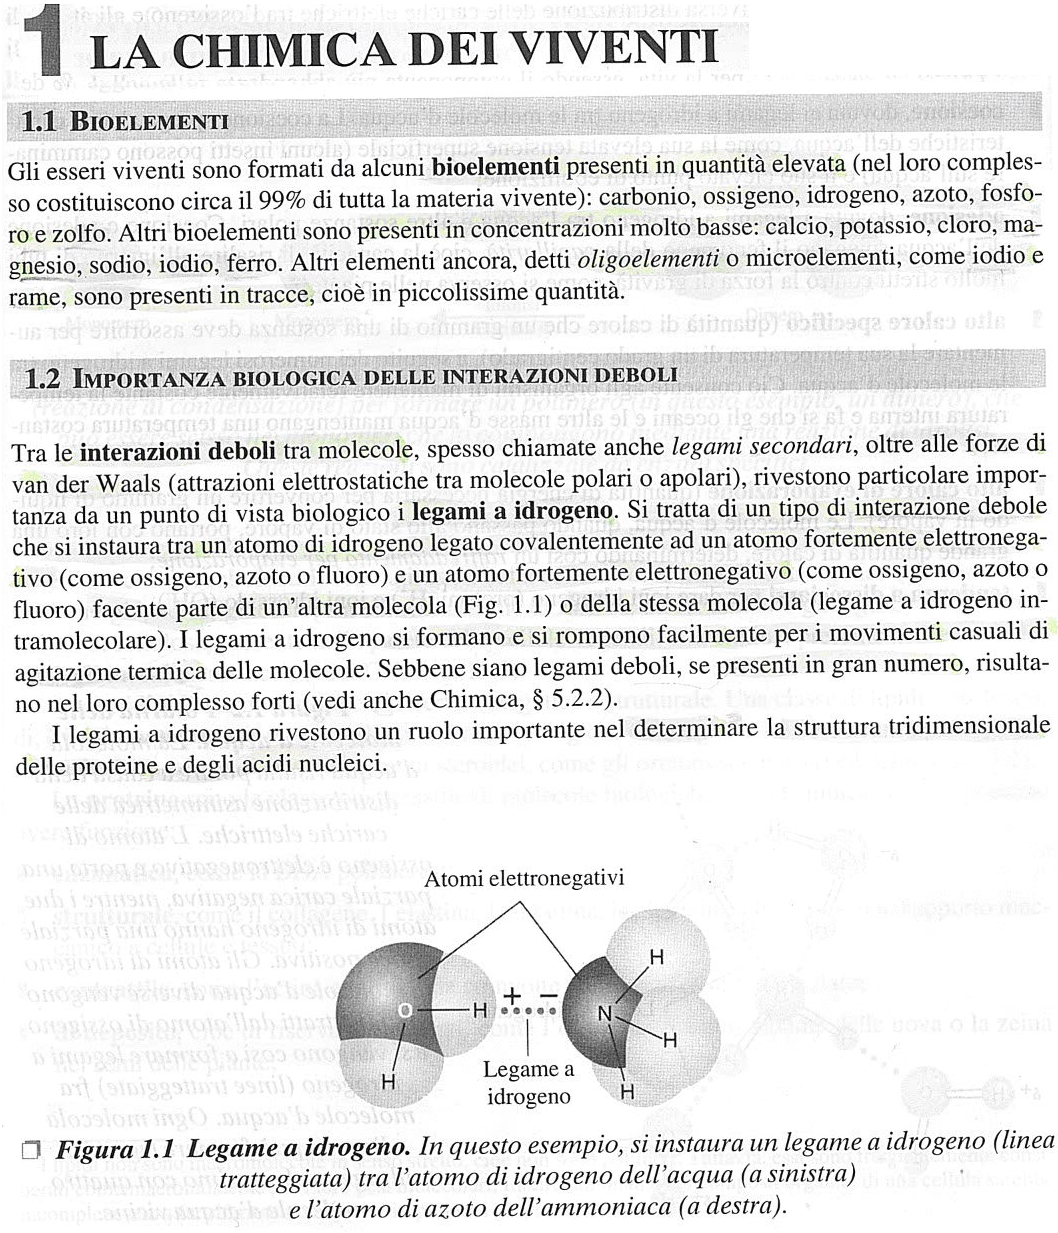 1 LA CHIMICA DEI VIVENTI
1.1 BIOELEMENTI
Gli esseri viventi sono formati da alcuni bioelementi presenti in quantità elevata (nel loro comples-
so costituiscono circa il 99% di tutta la materia vivente): carbonio, ossigeno, idrogeno, azoto, fosfo-
ro e zolfo. Altri bioelementi sono presenti in concentrazioni molto basse: calcio, potassio, cloro, ma-
gnesio, sodio, iodio, ferro. Altri elementi ancora, detti oligoelementi o microelementi, come iodio e
rame, sono presenti in tracce, cioè in piccolissime quantità.
1.2 IMPORTANZA BIOLOGICA DELLE INTERAZIONI DEBOLI
Tra le interazioni deboli tra molecole, spesso chiamate anche legami secondari, oltre alle forze di
van der Waals (attrazioni elettrostatiche tra molecole polari o apolari), rivestono particolare impor-
tanza da un punto di vista biologico i legami a idrogeno. Si tratta di un tipo di interazione debole
che si instaura tra un atomo di idrogeno legato covalentemente ad un atomo fortemente elettronega-
tivo (come ossigeno, azoto o fluoro) e un atomo fortemente elettronegativo (come ossigeno, azoto o
fluoro) facente parte di un'altra molecola (Fig. 1.1) o della stessa molecola (legame a idrogeno in-
tramolecolare). I legami a idrogeno si formano e si rompono facilmente per i movimenti casuali di
agitazione termica delle molecole. Sebbene siano legami deboli, se presenti in gran numero, risulta-
no nel loro complesso forti (vedi anche Chimica, § 5.2.2).
I legami a idrogeno rivestono un ruolo importante nel determinare la struttura tridimensionale
delle proteine e degli acidi nucleici.
Atomi elettronegativi
H
O H + − N
H
Legame a
idrogeno
H
H
Figura 1.1 Legame a idrogeno. In questo esempio, si instaura un legame a idrogeno (linea
tratteggiata) tra l'atomo di idrogeno dell'acqua (a sinistra)
e l'atomo di azoto dell'ammoniaca (a destra).